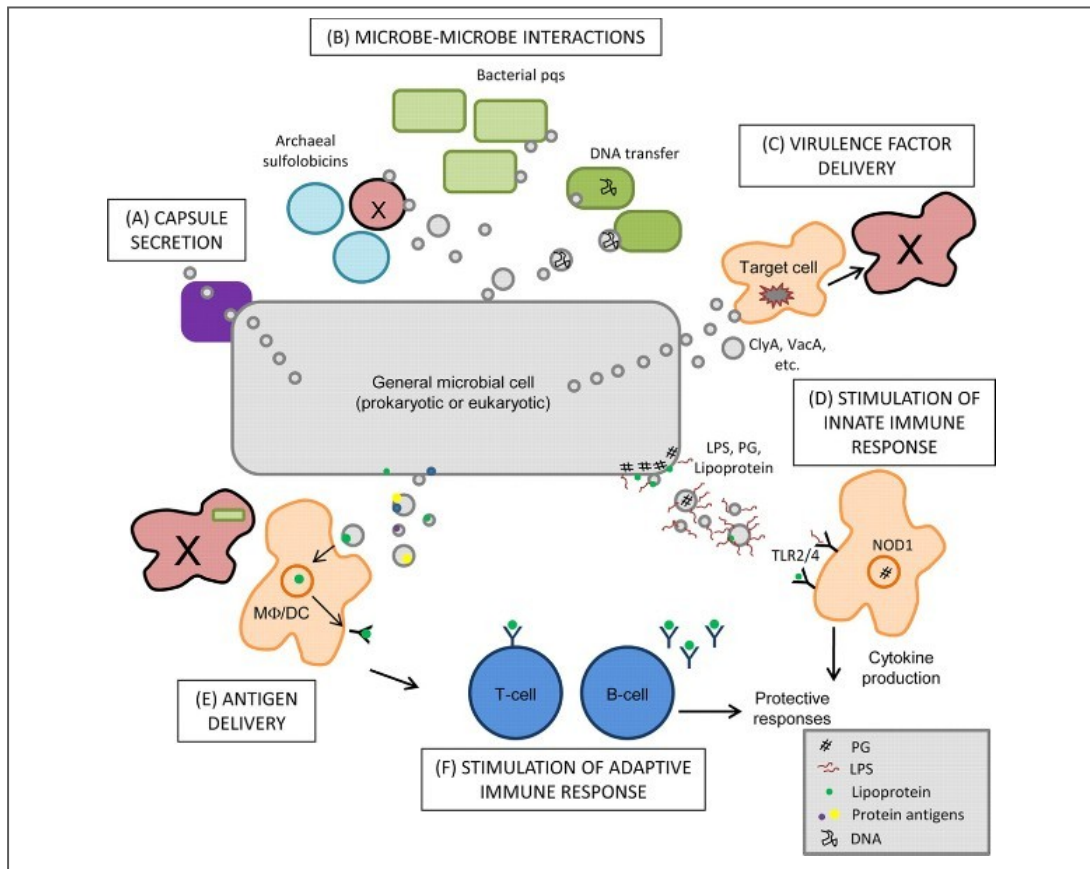 (B) MICROBE-MICROBE INTERACTIONS
Bacterial pqs
Archaeal
sulfolobicins
DNA transfer
(C) VIRULENCE FACTOR
DELIVERY
(A) CAPSULE
SECRETION
X
X
Target cell
ClyA, VacA,
etc.
General microbial cell
(prokaryotic or eukaryotic)
(D) STIMULATION OF
INNATE IMMUNE
RESPONSE
LPS, PG,
Lipoprotein
TLR2/4
NOD1
X
MΦ/DC
(E) ANTIGEN
DELIVERY
T-cell
B-cell
Cytokine
production
Protective
responses
(F) STIMULATION OF ADAPTIVE
IMMUNE RESPONSE
PG
LPS
Lipoprotein
Protein antigens
DNA